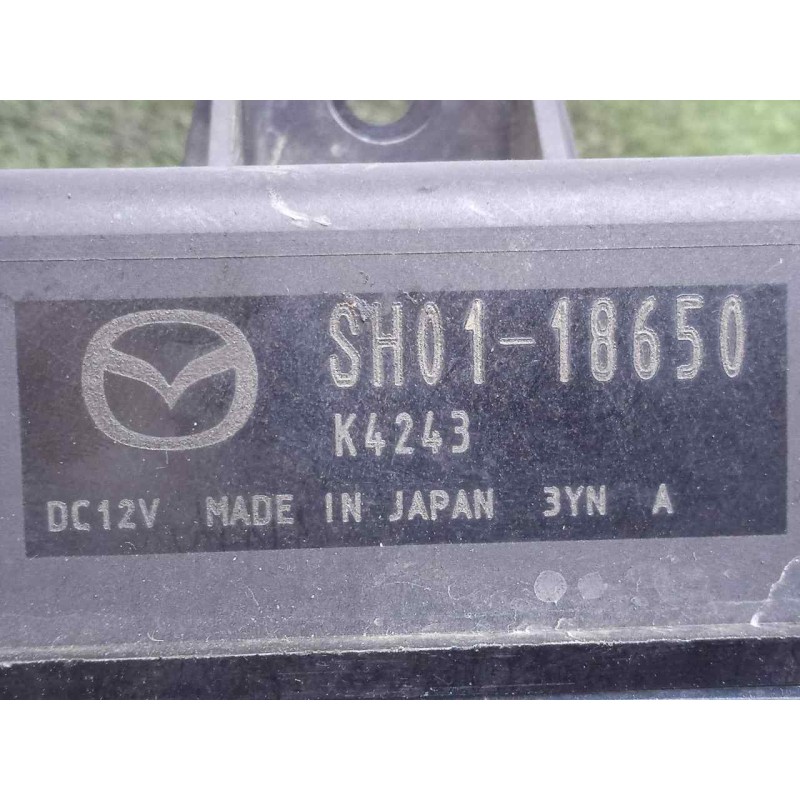 SH01-18650
K4243
DC12V MADE IN JAPAN 3YN A